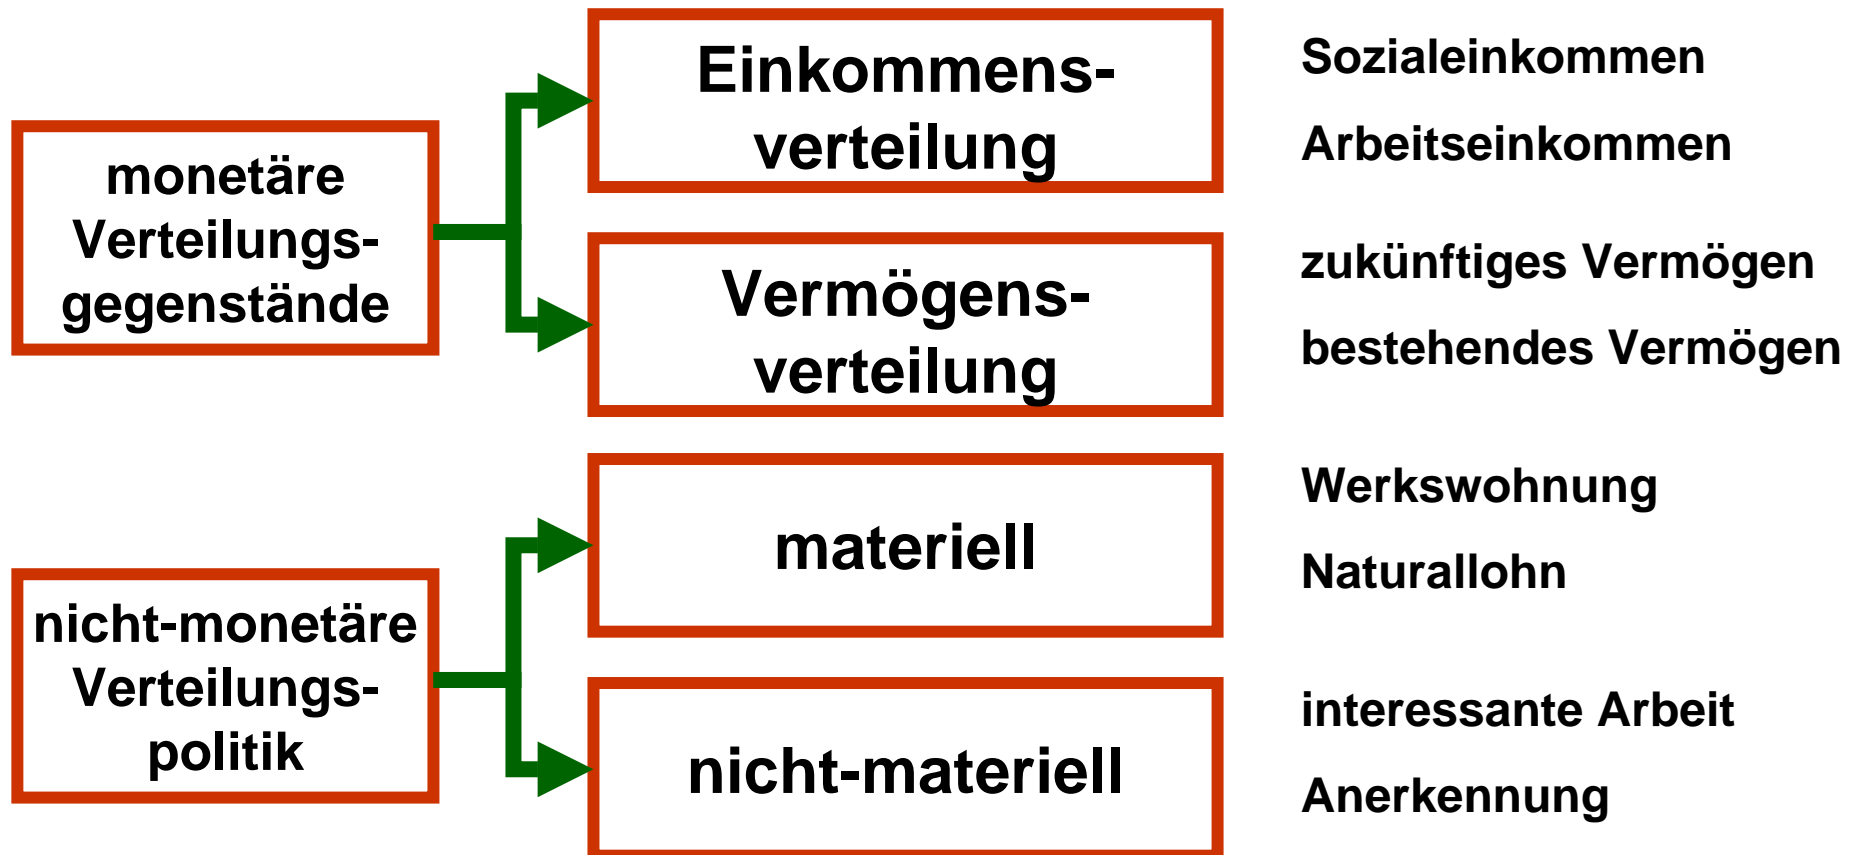 monetäre
Verteilungs-
gegenstände
Einkommens-
verteilung
Sozialeinkommen
Arbeitseinkommen
Vermögens-
verteilung
zukünftiges Vermögen
bestehendes Vermögen
nicht-monetäre
Verteilungs-
politik
materiell
Werkswohnung
Naturallohn
nicht-materiell
interessante Arbeit
Anerkennung